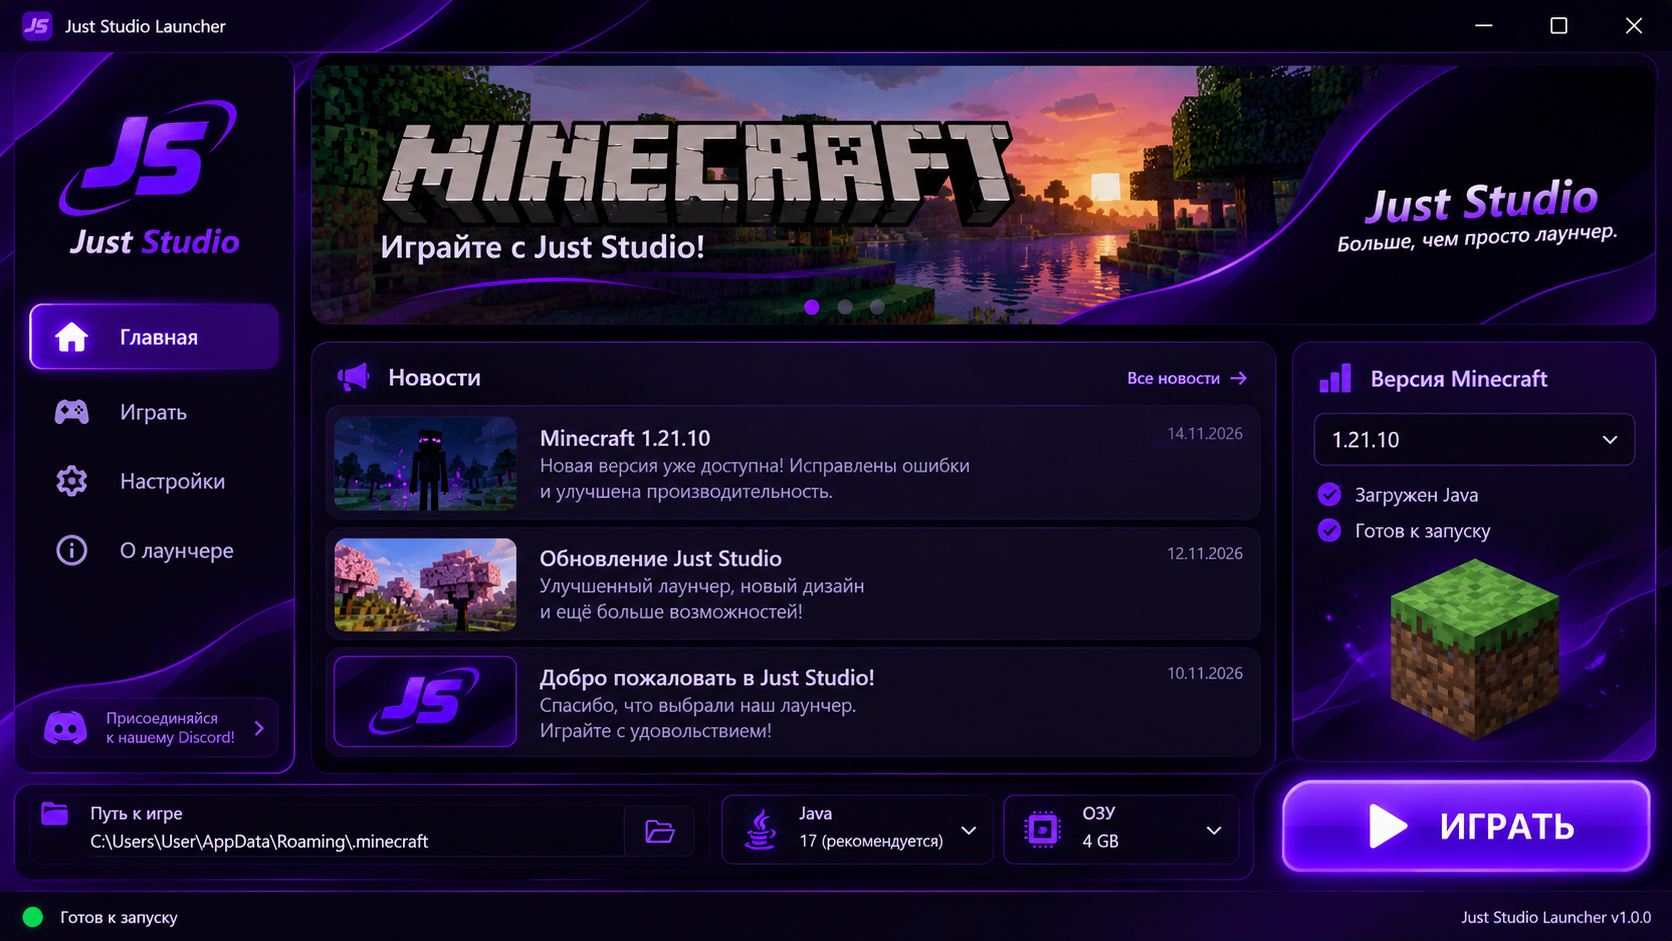 JS Just Studio Launcher
JS
Just Studio
Главная
Играть
Настройки
О лаунчере
Присоединяйся
к нашему Discord!
MINECRAFT
Играйте с Just Studio!
Just Studio
Больше, чем просто лаунчер.
Новости
Все новости →
Minecraft 1.21.10
14.11.2026
Новая версия уже доступна! Исправлены ошибки
и улучшена производительность.
Обновление Just Studio
12.11.2026
Улучшенный лаунчер, новый дизайн
и ещё больше возможностей!
JS
Добро пожаловать в Just Studio!
10.11.2026
Спасибо, что выбрали наш лаунчер.
Играйте с удовольствием!
Версия Minecraft
1.21.10
Загружен Java
Готов к запуску
Путь к игре
C:\Users\User\AppData\Roaming\.minecraft
Java
17 (рекомендуется)
ОЗУ
4 GB
ИГРАТЬ
Готов к запуску
Just Studio Launcher v1.0.0